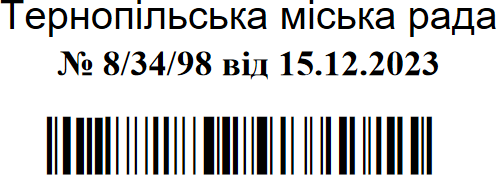 Тернопільська міська рада
№ 8/34/98 від 15.12.2023